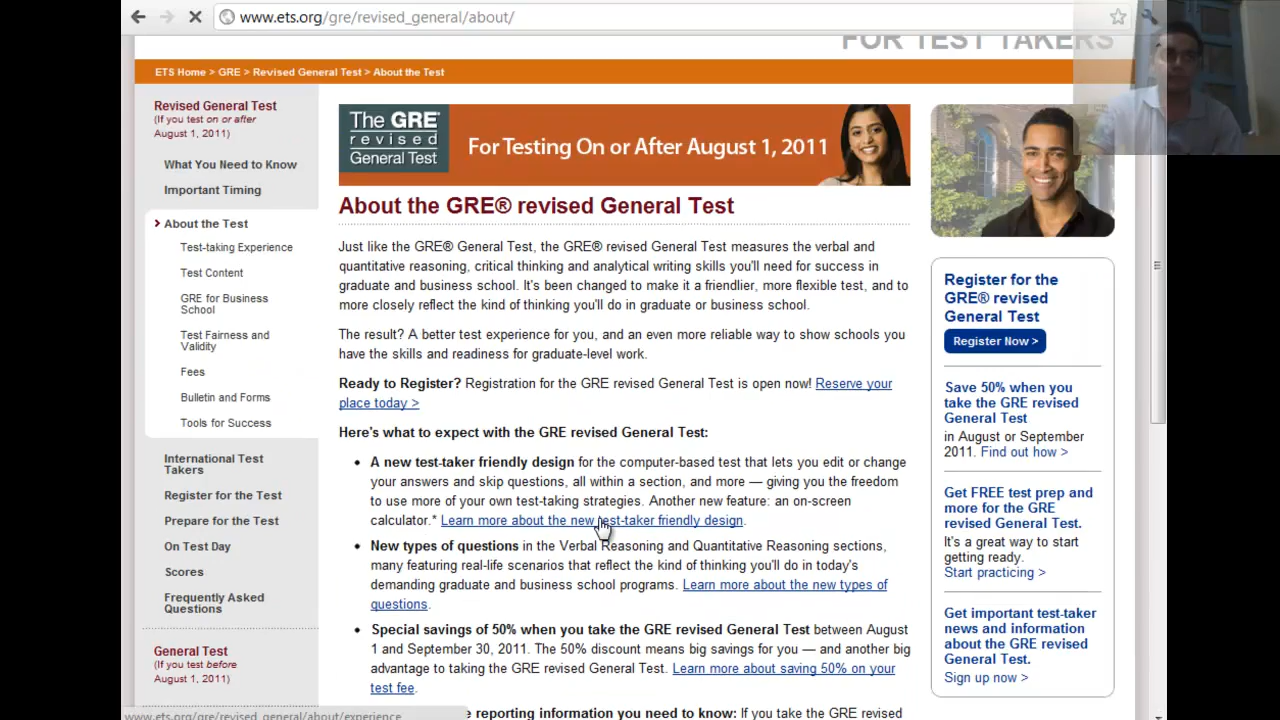 www.ets.org/gre/revised_general/about/
FOR TEST TAKERS
ETS Home > GRE > Revised General Test > About the Test
Revised General Test
(If you test on or after
August 1, 2011)
What You Need to Know
Important Timing
About the Test
Test-taking Experience
Test Content
GRE for Business
School
Test Fairness and
Validity
Fees
Bulletin and Forms
Tools for Success
International Test
Takers
Register for the Test
Prepare for the Test
On Test Day
Scores
Frequently Asked
Questions
General Test
(If you test before
August 1, 2011)
The GRE®
revised
General Test
For Testing On or After August 1, 2011
About the GRE® revised General Test
Just like the GRE® General Test, the GRE® revised General Test measures the verbal and
quantitative reasoning, critical thinking and analytical writing skills you'll need for success in
graduate and business school. It's been changed to make it a friendlier, more flexible test, and to
more closely reflect the kind of thinking you'll do in graduate or business school.
The result? A better test experience for you, and an even more reliable way to show schools you
have the skills and readiness for graduate-level work.
Ready to Register? Registration for the GRE revised General Test is open now! Reserve your
place today >
Here's what to expect with the GRE revised General Test:
• A new test-taker friendly design for the computer-based test that lets you edit or change
your answers and skip questions, all within a section, and more — giving you the freedom
to use more of your own test-taking strategies. Another new feature: an on-screen
calculator.* Learn more about the new test-taker friendly design.
• New types of questions in the Verbal Reasoning and Quantitative Reasoning sections,
many featuring real-life scenarios that reflect the kind of thinking you'll do in today's
demanding graduate and business school programs. Learn more about the new types of
questions.
• Special savings of 50% when you take the GRE revised General Test between August
1 and September 30, 2011. The 50% discount means big savings for you — and another big
advantage to taking the GRE revised General Test. Learn more about saving 50% on your
test fee.
e reporting information you need to know: If you take the GRE revised
Register for the
GRE® revised
General Test
Register Now >
Save 50% when you
take the GRE revised
General Test
in August or September
2011. Find out how >
Get FREE test prep and
more for the GRE
revised General Test.
It's a great way to start
getting ready.
Start practicing >
Get important test-taker
news and information
about the GRE revised
General Test.
Sign up now >
www.ets.org/gre/revised_general/about/experience